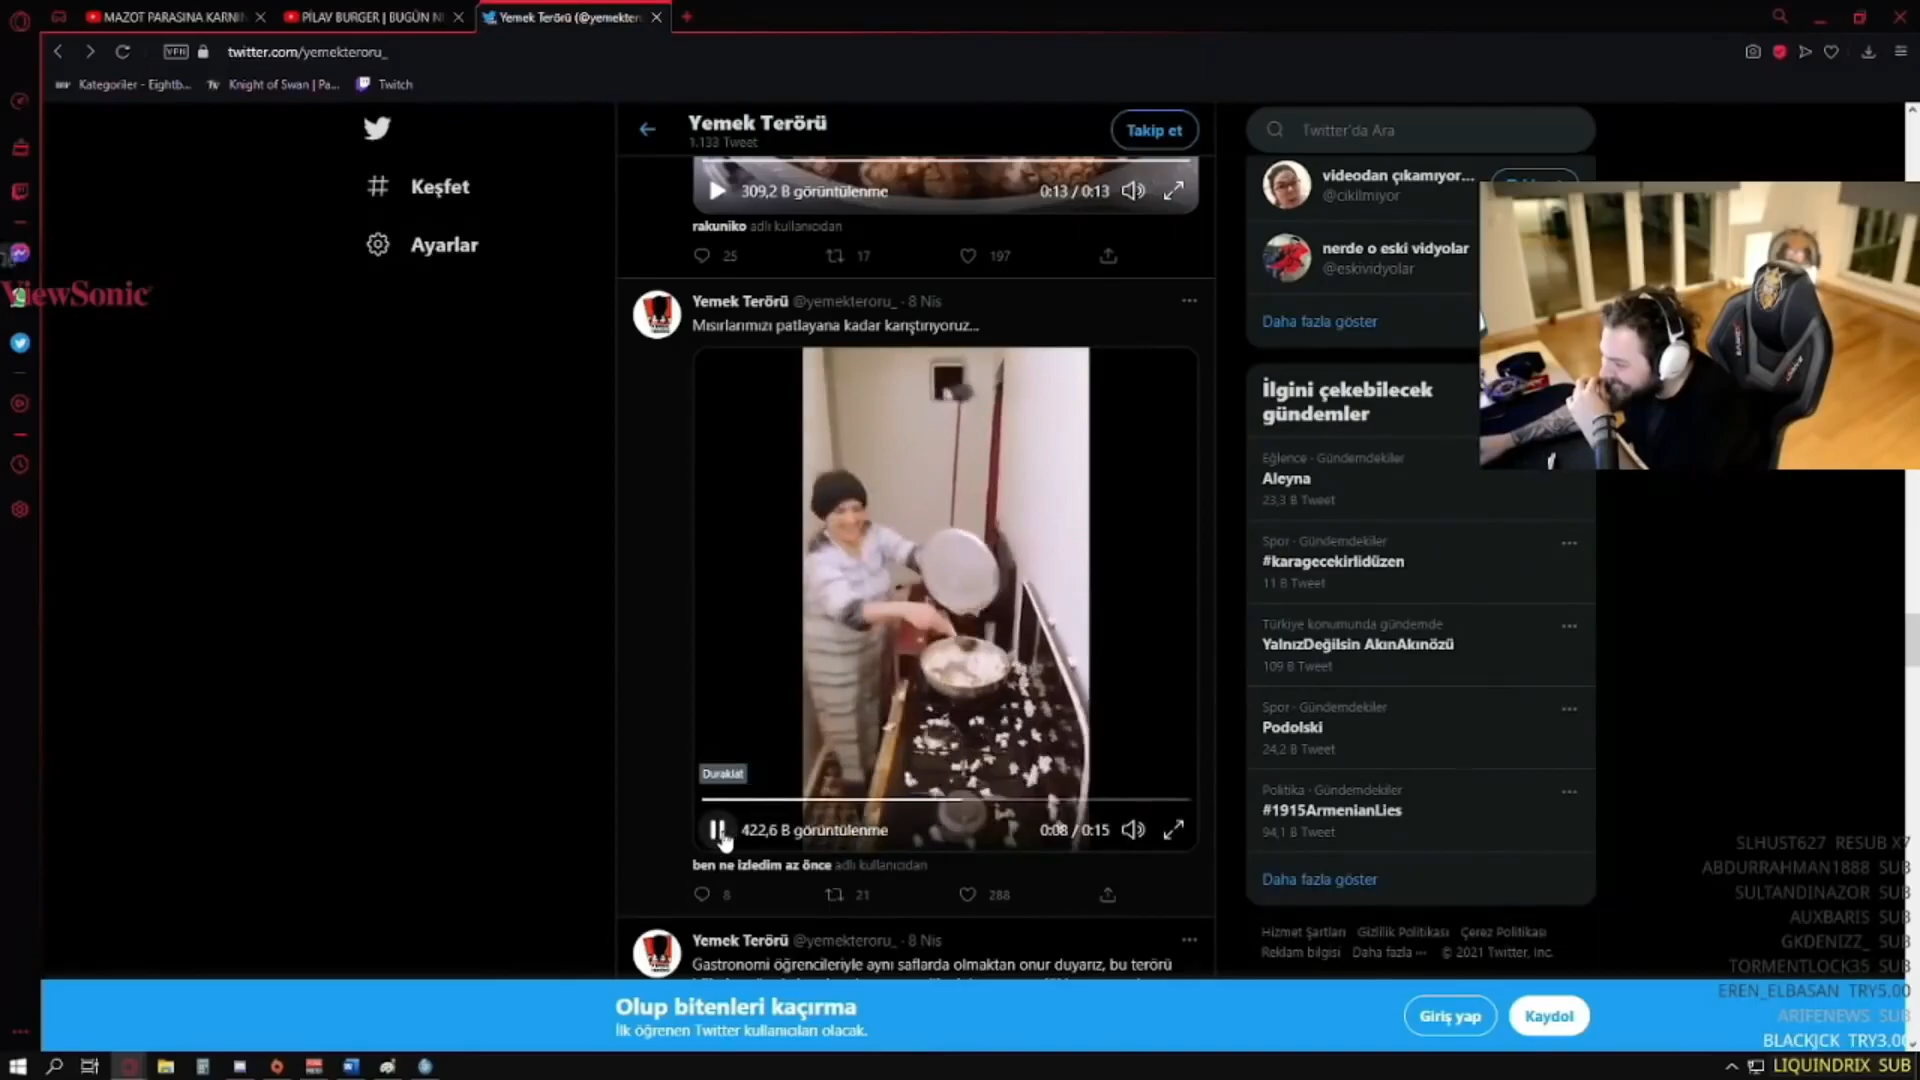 MAZOT PARASINA KARNI
PİLAV BURGER | BUGÜN N
Yemek Terörü (@yemekter
VPN
twitter.com/yemekteroru_
Kategoriler - Eightb...
Knight of Swan | Pa...
Twitch
Keşfet
Ayarlar
ViewSonic
Yemek Terörü
1.133 Tweet
Takip et
309,2 B görüntülenme
0:13 / 0:13
rakuniko adlı kullanıcıdan
25
17
197
Yemek Terörü @yemekteroru_ · 8 Nis
Mısırlarımızı patlayana kadar karıştırıyoruz...
Duraklat
422,6 B görüntülenme
0:08 / 0:15
ben ne izledim az önce adlı kullanıcıdan
8
21
288
Yemek Terörü @yemekteroru_ · 8 Nis
Gastronomi öğrencileriyle aynı saflarda olmaktan onur duyarız, bu terörü
Twitter'da Ara
videodan çıkamıyor...
@cikilmiyor
nerde o eski vidyolar
@eskividyolar
Daha fazla göster
İlgini çekebilecek
gündemler
Eğlence · Gündemdekiler
Aleyna
23,3 B Tweet
Spor · Gündemdekiler
#karagecekirlidüzen
11 B Tweet
Türkiye konumunda gündemde
YalnızDeğilsin AkınAkınözü
109 B Tweet
Spor · Gündemdekiler
Podolski
24,2 B Tweet
Politika · Gündemdekiler
#1915ArmenianLies
94,1 B Tweet
Daha fazla göster
Hizmet Şartları Gizlilik Politikası Çerez Politikası
Reklam bilgisi Daha fazla ··· © 2021 Twitter, Inc.
SLHUST627 RESUB X7
ABDURRAHMAN1888 SUB
SULTANDINAZOR SUB
AUXBARIS SUB
GKDENIZZ_ SUB
TORMENTLOCK35 SUB
EREN_ELBASAN TRY5.00
ARIFENEWS SUB
BLACKJCK TRY3.00
LIQUINDRIX SUB
Olup bitenleri kaçırma
İlk öğrenen Twitter kullanıcıları olacak.
Giriş yap
Kaydol